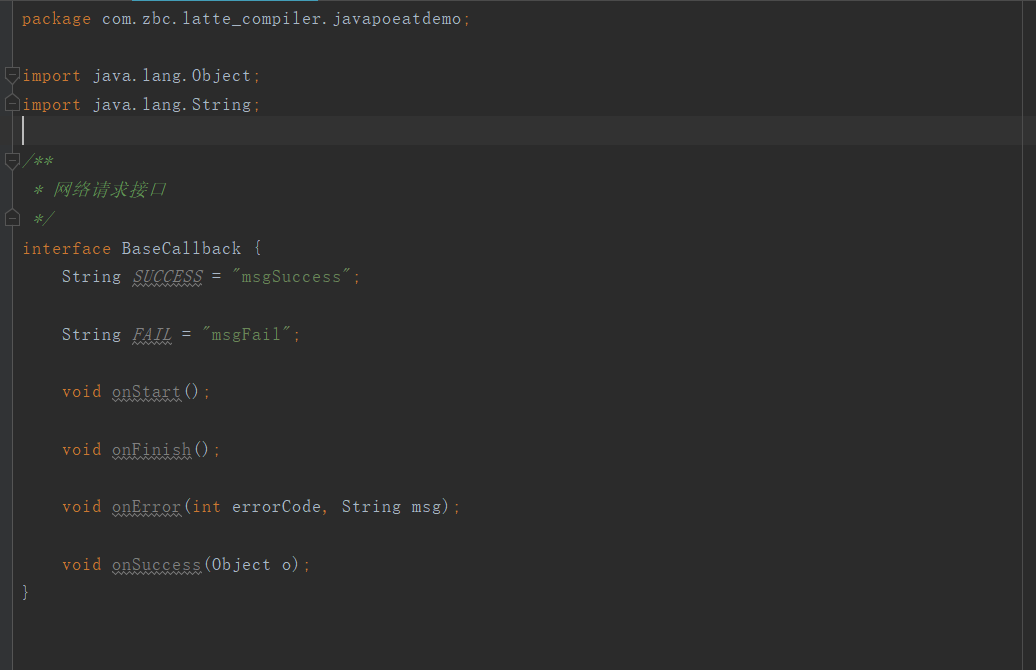 package com.zbc.latte_compiler.javapoeatdemo;
import java.lang.Object;
import java.lang.String;
/**
 * 网络请求接口
 */
interface BaseCallback {
    String SUCCESS = "msgSuccess";
    String FAIL = "msgFail";
    void onStart();
    void onFinish();
    void onError(int errorCode, String msg);
    void onSuccess(Object o);
}